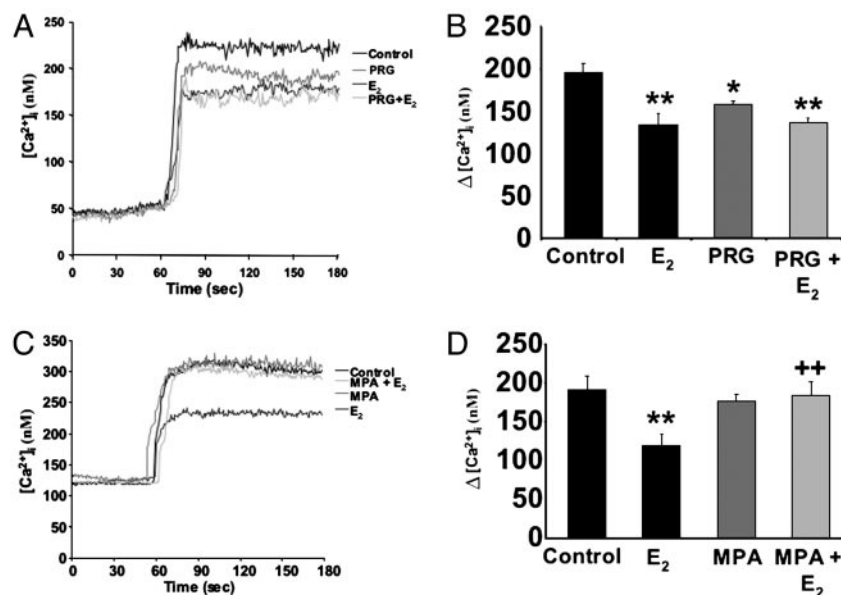 A
[Ca²⁺]ᵢ (nM)
250
200
150
100
50
0
Control
PRG
E₂
PRG+E₂
0 30 60 90 120 150 180
Time (sec)
B
Δ [Ca²⁺]ᵢ (nM)
250
200
150
100
50
0
**
*
**
Control E₂ PRG PRG +
E₂
C
[Ca²⁺]ᵢ (nM)
350
300
250
200
150
100
50
0
Control
MPA + E₂
MPA
E₂
0 30 60 90 120 150 180
Time (sec)
D
Δ [Ca²⁺]ᵢ (nM)
250
200
150
100
50
0
**
++
Control E₂ MPA MPA +
E₂